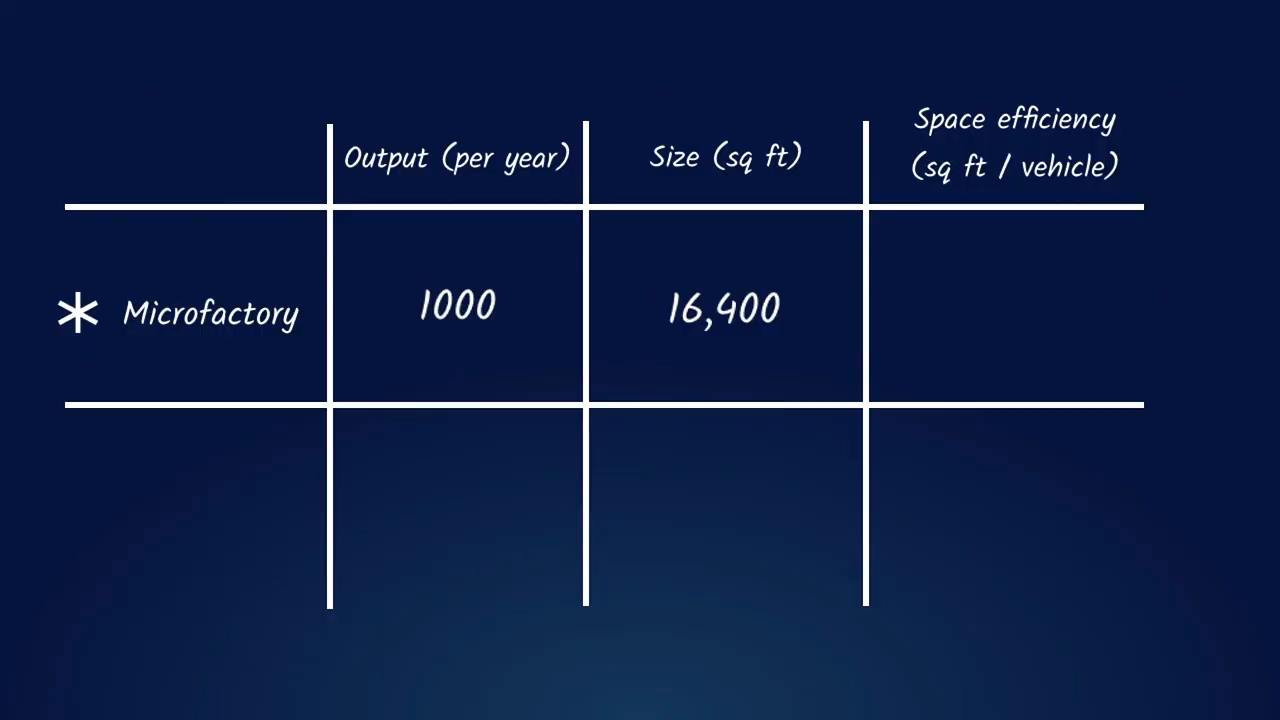 Output (per year)
Size (sq ft)
Space efficiency
(sq ft / vehicle)
* Microfactory
1000
16,400